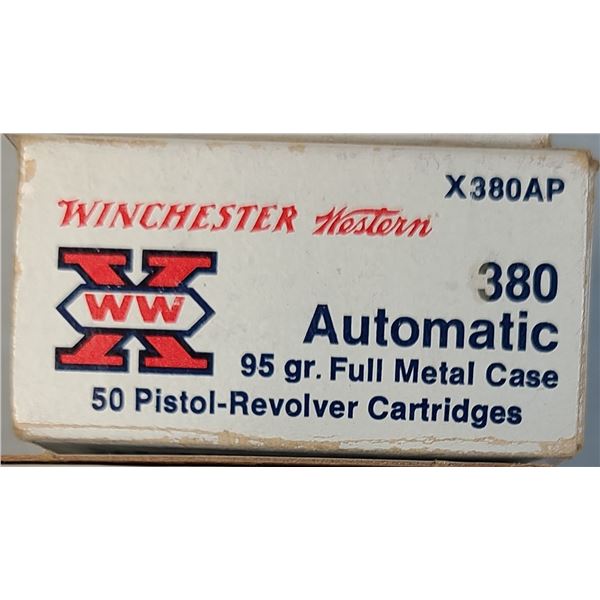 X380AP
WINCHESTER Western
X
WW
380
Automatic
95 gr. Full Metal Case
50 Pistol-Revolver Cartridges